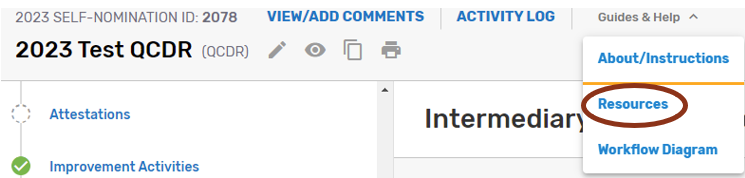 2023 SELF-NOMINATION ID: 2078 VIEW/ADD COMMENTS ACTIVITY LOG Guides & Help
2023 Test QCDR (QCDR)
About/Instructions
Resources
Workflow Diagram
Attestations
Improvement Activities
Intermediary